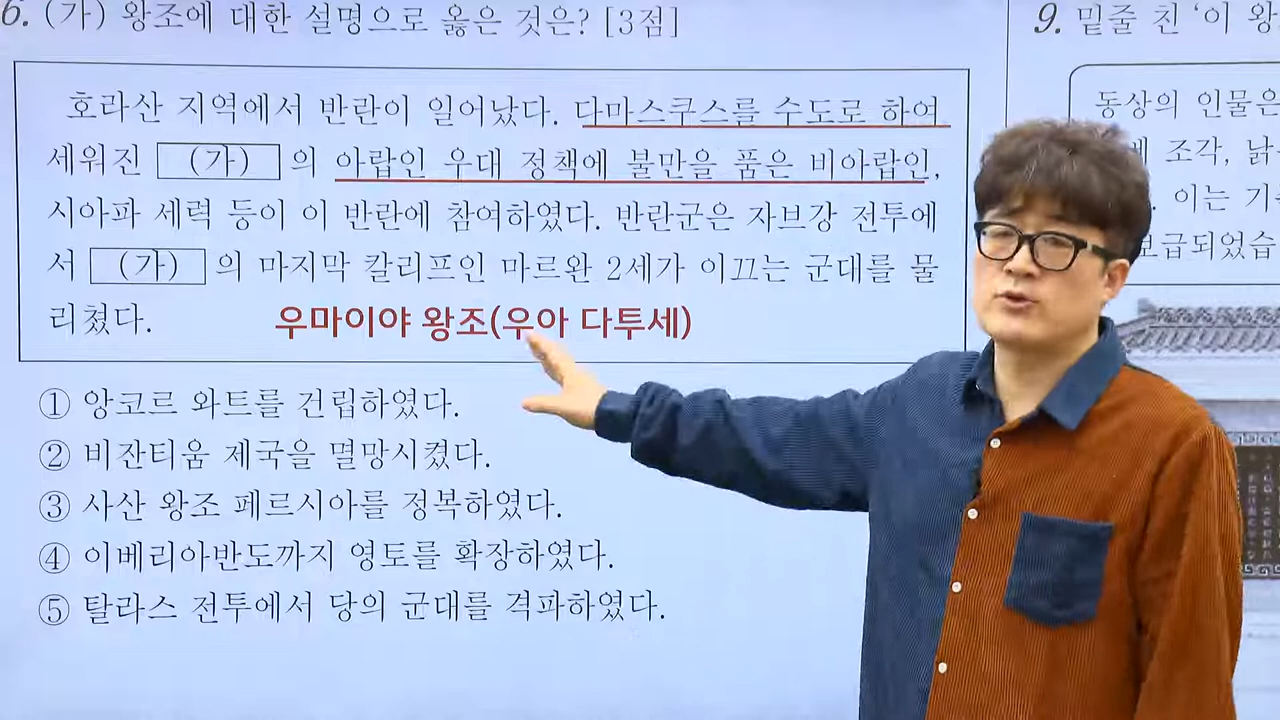 6. (가) 왕조에 대한 설명으로 옳은 것은? [3점]
호라산 지역에서 반란이 일어났다. 다마스쿠스를 수도로 하여
세워진 (가) 의 아랍인 우대 정책에 불만을 품은 비아랍인,
시아파 세력 등이 이 반란에 참여하였다. 반란군은 자브강 전투에
서 (가) 의 마지막 칼리프인 마르완 2세가 이끄는 군대를 물
리쳤다.
우마이야 왕조(우아 다투세)
① 앙코르 와트를 건립하였다.
② 비잔티움 제국을 멸망시켰다.
③ 사산 왕조 페르시아를 정복하였다.
④ 이베리아반도까지 영토를 확장하였다.
⑤ 탈라스 전투에서 당의 군대를 격파하였다.
9. 밑줄 친 ‘이 왕
동상의 인물은
조각, 낡
이는 기
보급되었습